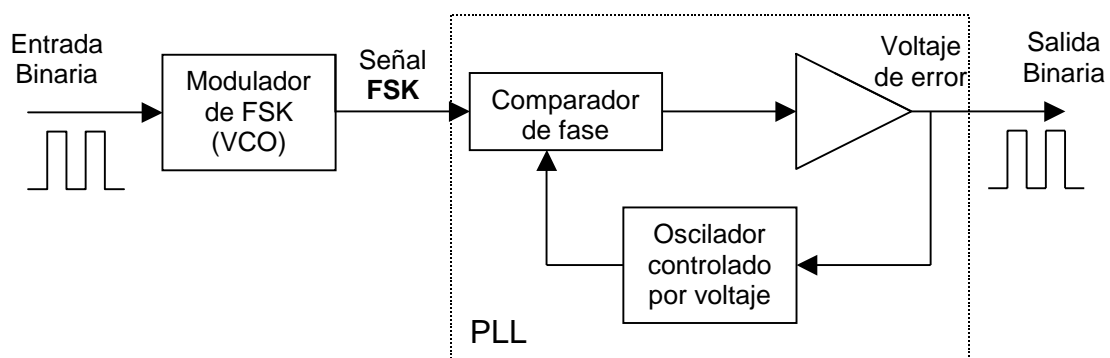 Entrada
Binaria
Modulador
de FSK
(VCO)
Señal
FSK
Comparador
de fase
Voltaje
de error
Salida
Binaria
Oscilador
controlado
por voltaje
PLL